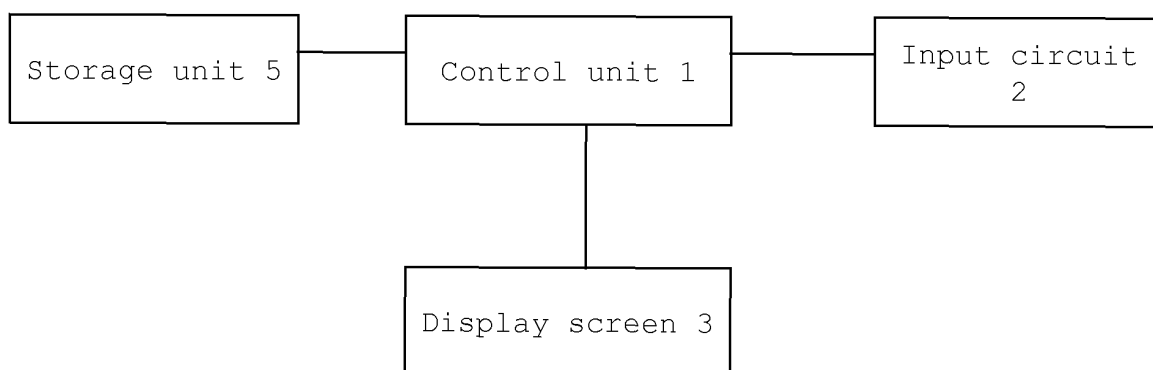 Storage unit 5
Control unit 1
Input circuit
2
Display screen 3